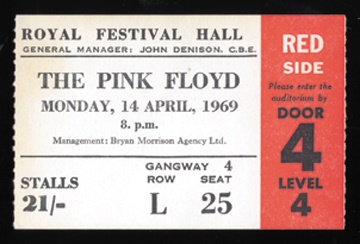 ROYAL FESTIVAL HALL
GENERAL MANAGER: JOHN DENISON. C.B.E.
THE PINK FLOYD
MONDAY, 14 APRIL, 1969
8. p.m.
Management: Bryan Morrison Agency Ltd.
GANGWAY 4
STALLS ROW SEAT
21/- L 25
RED
SIDE
Please enter the
auditorium by
DOOR
4
LEVEL
4